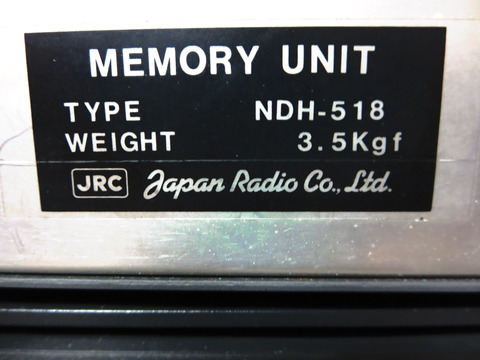 MEMORY UNIT
TYPE NDH-518
WEIGHT 3.5Kgf
JRC Japan Radio Co., Ltd.